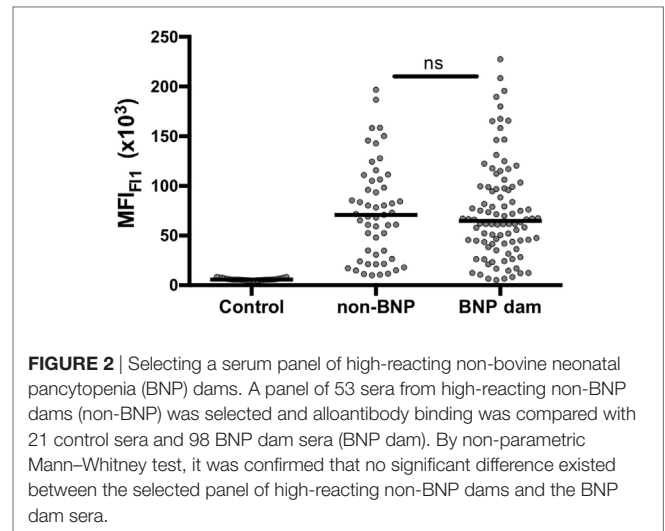 250
200
150
100
50
0
MFI_FI1 (x10³)
ns
Control non-BNP BNP dam
FIGURE 2 | Selecting a serum panel of high-reacting non-bovine neonatal
pancytopenia (BNP) dams. A panel of 53 sera from high-reacting non-BNP
dams (non-BNP) was selected and alloantibody binding was compared with
21 control sera and 98 BNP dam sera (BNP dam). By non-parametric
Mann–Whitney test, it was confirmed that no significant difference existed
between the selected panel of high-reacting non-BNP dams and the BNP
dam sera.